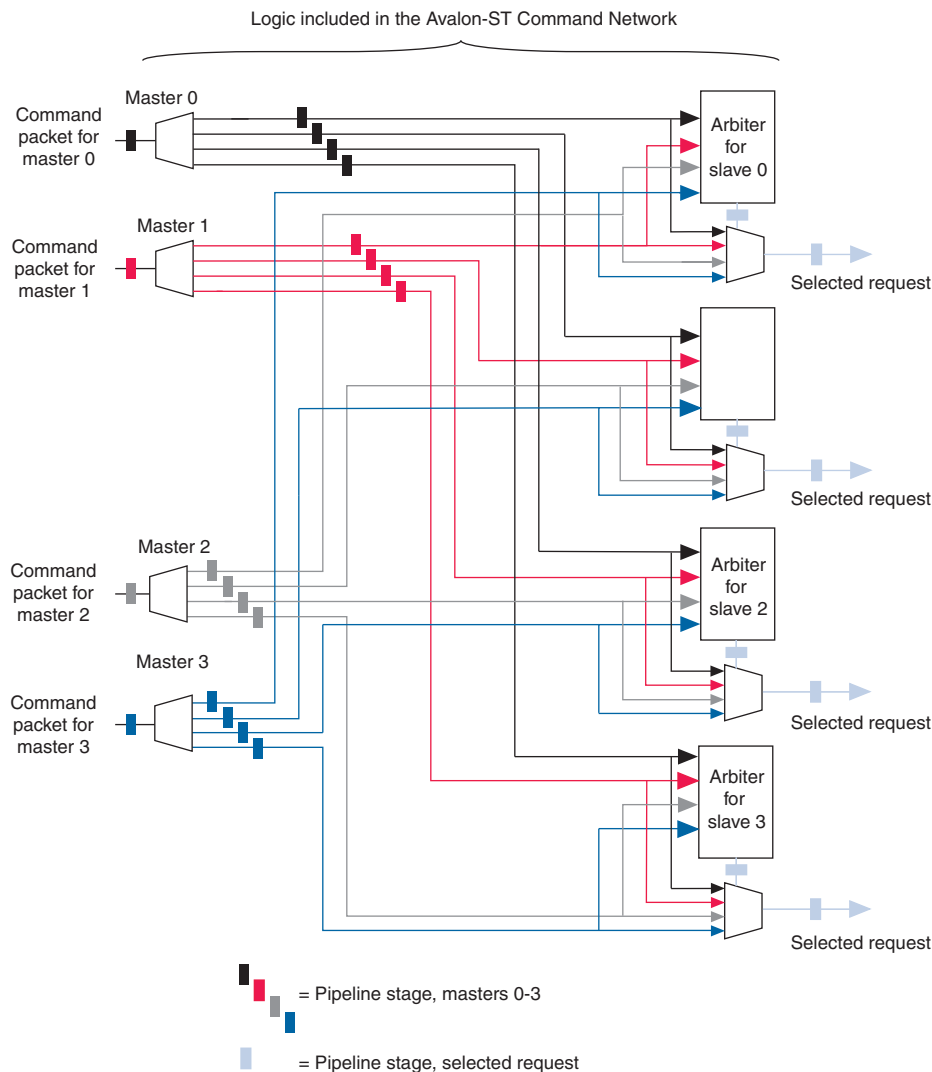 Logic included in the Avalon-ST Command Network
Master 0
Command
packet for
master 0
Arbiter
for
slave 0
Master 1
Command
packet for
master 1
Selected request
Selected request
Master 2
Command
packet for
master 2
Arbiter
for
slave 2
Master 3
Command
packet for
master 3
Selected request
Arbiter
for
slave 3
Selected request
= Pipeline stage, masters 0-3
= Pipeline stage, selected request